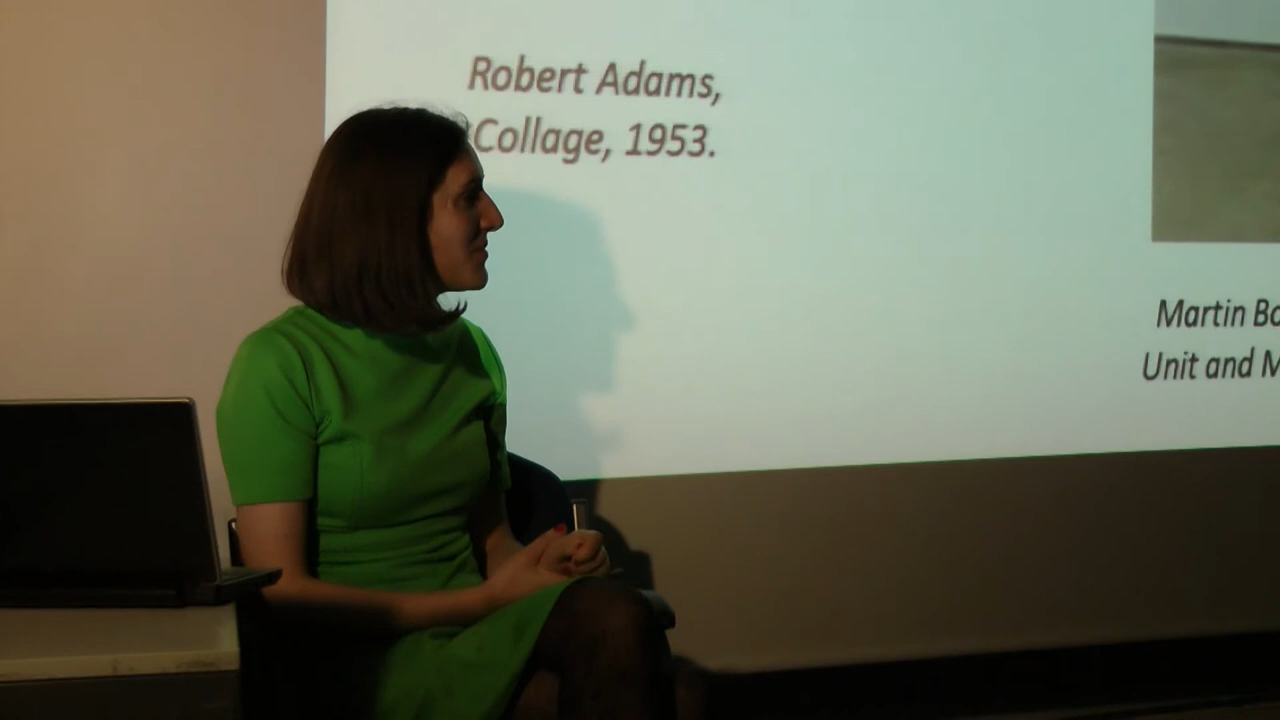 Robert Adams,
Collage, 1953.
Martin
Unit and